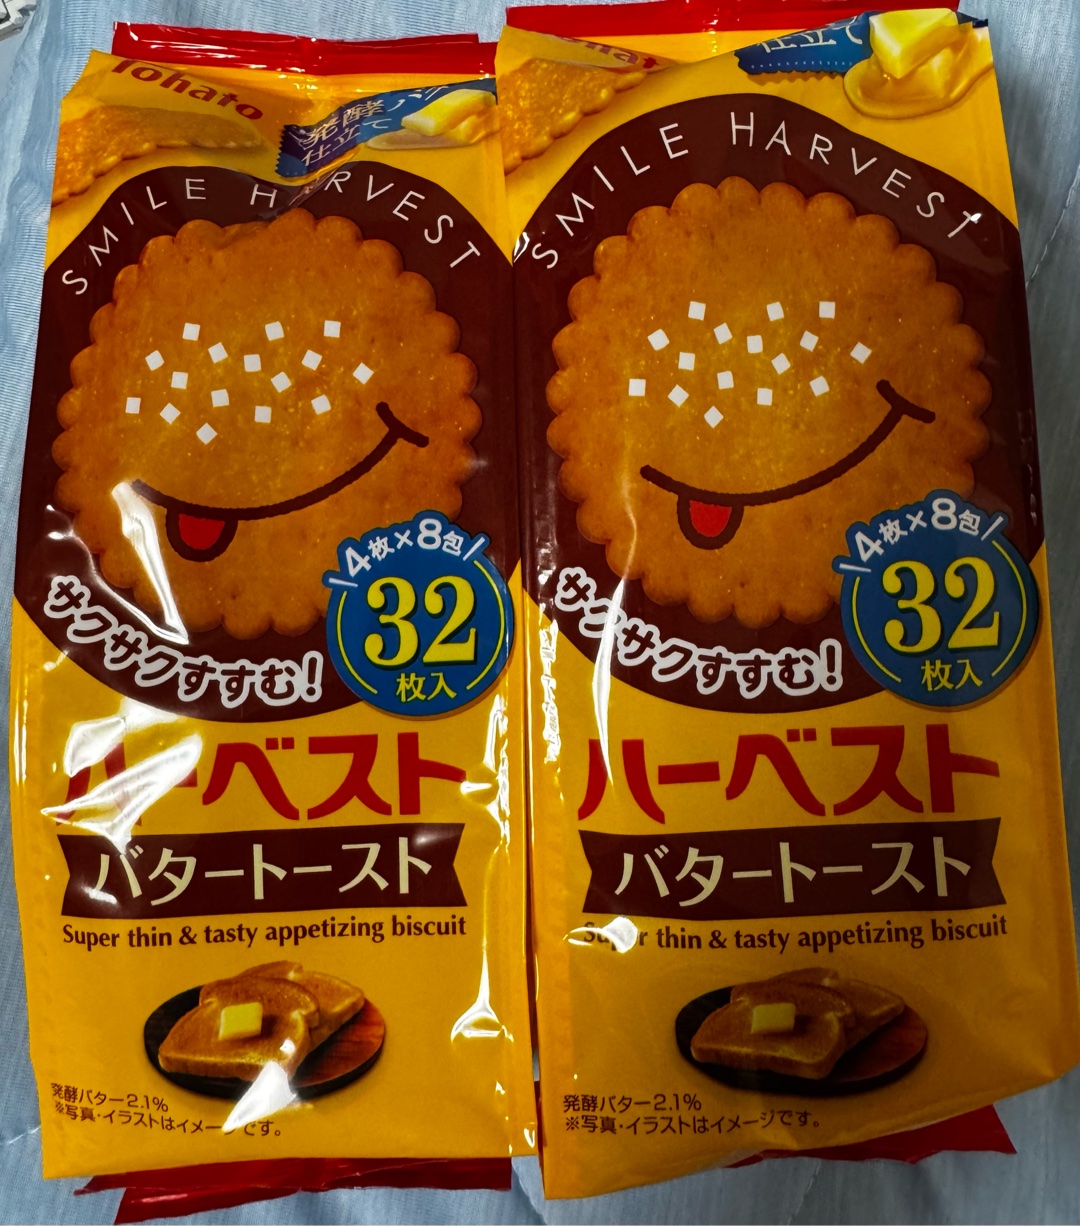 Tohato
発酵バタ
仕立て
SMILE HARVEST
4枚×8包
32
枚入
サクサクすすむ!
ハーベスト
バタートースト
Super thin & tasty appetizing biscuit
発酵バター2.1%
※写真・イラストはイメージです。
hat
仕立て
SMILE HARVEST
4枚×8包
32
枚入
サクサクすすむ!
ハーベスト
バタートースト
Super thin & tasty appetizing biscuit
発酵バター2.1%
※写真・イラストはイメージです。